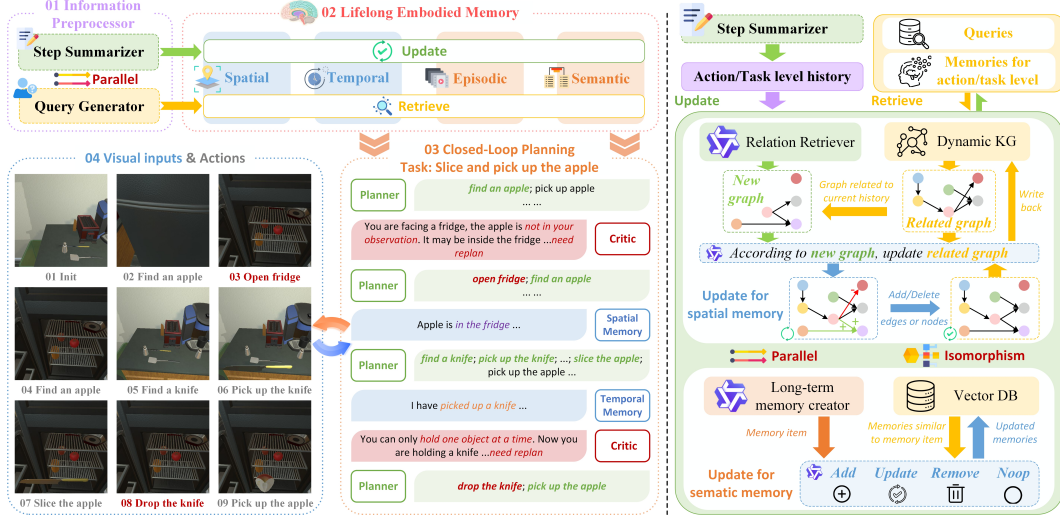 01 Information
Preprocessor
Step Summarizer
Parallel
Query Generator
02 Lifelong Embodied Memory
Update
Spatial
Temporal
Episodic
Semantic
Retrieve
04 Visual inputs & Actions
01 Init
02 Find an apple
03 Open fridge
04 Find an apple
05 Find a knife
06 Pick up the knife
07 Slice the apple
08 Drop the knife
09 Pick up the apple
03 Closed-Loop Planning
Task: Slice and pick up the apple
Planner
find an apple; pick up apple
... ...
You are facing a fridge, the apple is not in your
observation. It may be inside the fridge ...need
replan
Critic
Planner
open fridge; find an apple
... ...
Apple is in the fridge ...
Spatial
Memory
Planner
find a knife; pick up the knife; ...; slice the apple;
pick up the apple, ...
I have picked up a knife ...
Temporal
Memory
You can only hold one object at a time. Now you
are holding a knife ...need replan
Critic
Planner
drop the knife; pick up the apple
Step Summarizer
Action/Task level history
Update
Queries
Memories for
action/task level
Retrieve
Relation Retriever
Dynamic KG
New
graph
Graph related to
current history
Related graph
Write
back
According to new graph, update related graph
Update for
spatial memory
Add/Delete
edges or nodes
Parallel
Isomorphism
Long-term
memory creator
Vector DB
Memory item
Memories similar
to memory item
Updated
memories
Update for
sematic memory
Add
Update
Remove
Noop